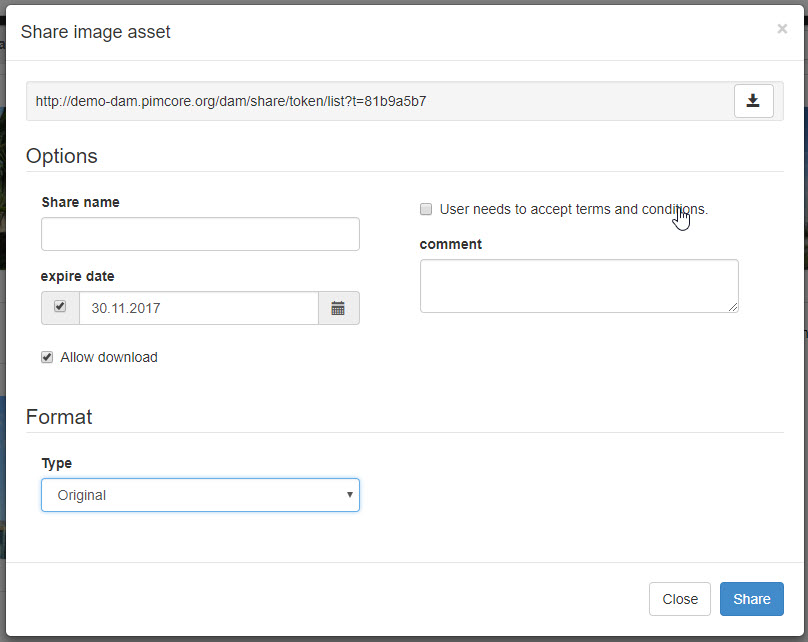 Share image asset
×
http://demo-dam.pimcore.org/dam/share/token/list?t=81b9a5b7
Options
Share name
User needs to accept terms and conditions.
comment
expire date
30.11.2017
Allow download
Format
Type
Original
Close
Share